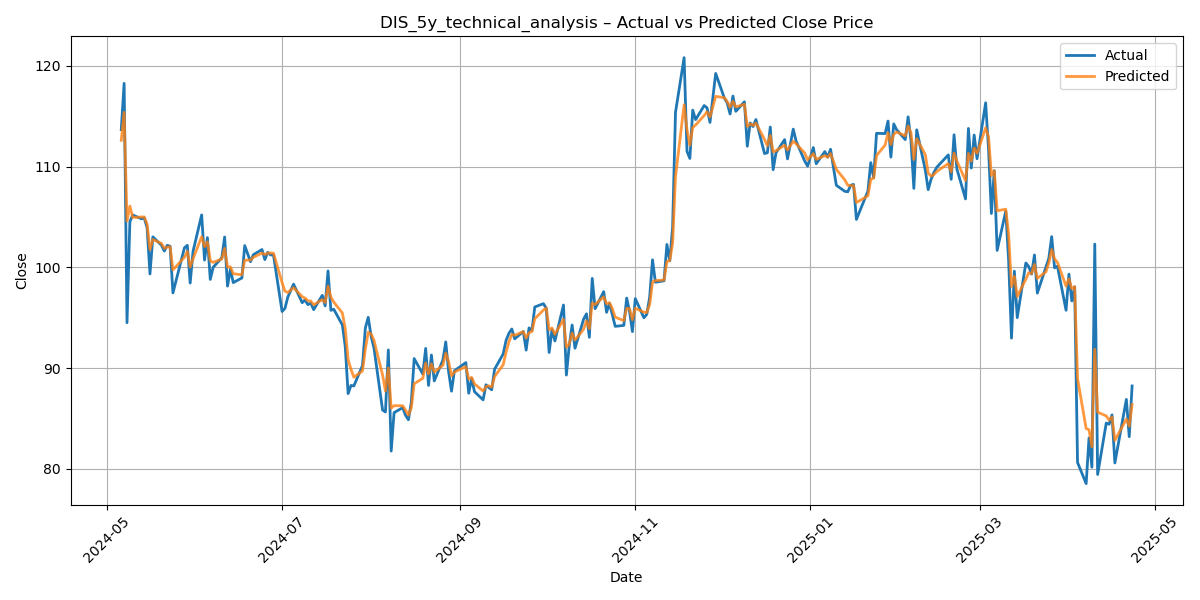 DIS_5y_technical_analysis – Actual vs Predicted Close Price
Actual
Predicted
120
110
100
90
80
Close
2024-05
2024-07
2024-09
2024-11
2025-01
2025-03
2025-05
Date